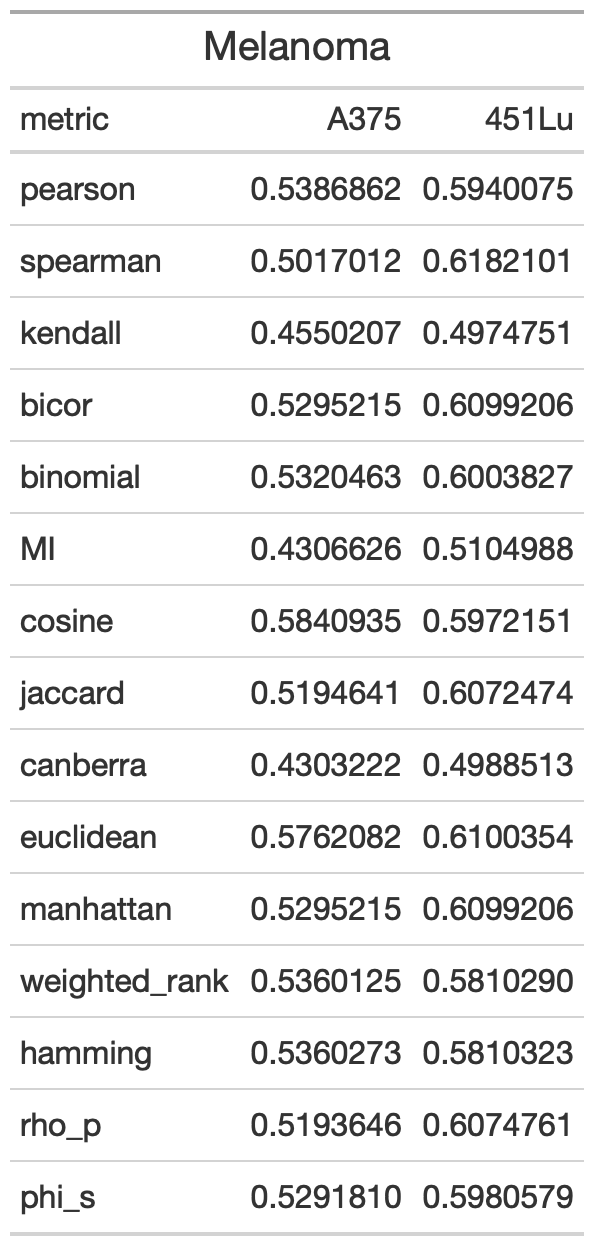 Melanoma
metric A375 451Lu
pearson 0.5386862 0.5940075
spearman 0.5017012 0.6182101
kendall 0.4550207 0.4974751
bicor 0.5295215 0.6099206
binomial 0.5320463 0.6003827
MI 0.4306626 0.5104988
cosine 0.5840935 0.5972151
jaccard 0.5194641 0.6072474
canberra 0.4303222 0.4988513
euclidean 0.5762082 0.6100354
manhattan 0.5295215 0.6099206
weighted_rank 0.5360125 0.5810290
hamming 0.5360273 0.5810323
rho_p 0.5193646 0.6074761
phi_s 0.5291810 0.5980579